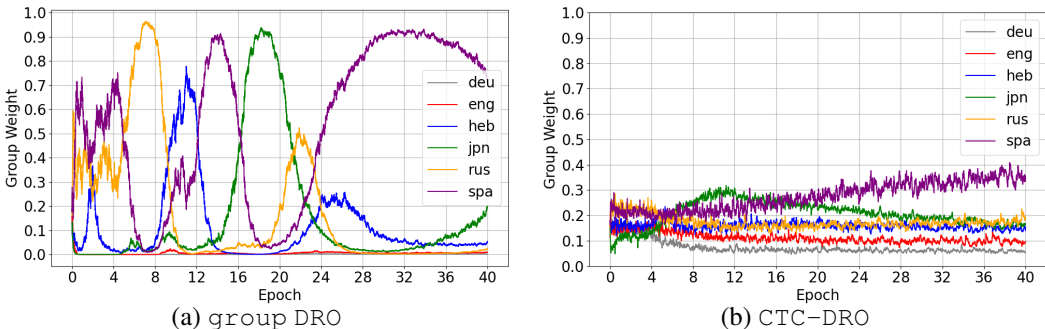 1.0
0.9
0.8
0.7
0.6
0.5
0.4
0.3
0.2
0.1
0.0
Group Weight
deu
eng
heb
jpn
rus
spa
0 4 8 12 16 20 24 28 32 36 40
Epoch
(a) group DRO
1.0
0.9
0.8
0.7
0.6
0.5
0.4
0.3
0.2
0.1
0.0
Group Weight
deu
eng
heb
jpn
rus
spa
0 4 8 12 16 20 24 28 32 36 40
Epoch
(b) CTC-DRO